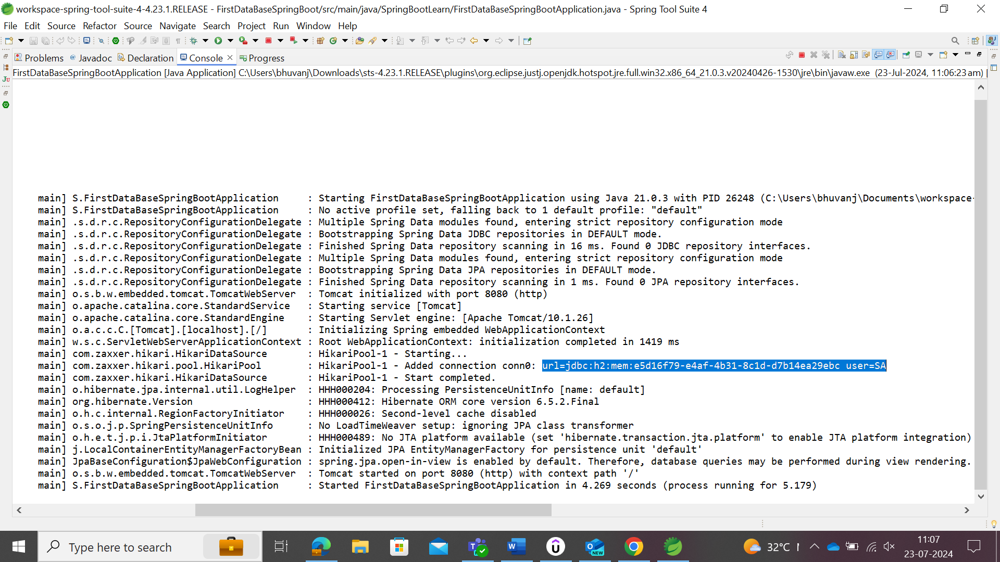 workspace-spring-tool-suite-4-4.23.1.RELEASE - FirstDataBaseSpringBoot/src/main/java/SpringBootLearn/FirstDataBaseSpringBootApplication.java - Spring Tool Suite 4
File Edit Source Refactor Source Navigate Search Project Run Window Help
Problems @ Javadoc Declaration Console Progress
FirstDataBaseSpringBootApplication [Java Application] C:\Users\bhuvanj\Downloads\sts-4.23.1.RELEASE\plugins\org.eclipse.justj.openjdk.hotspot.jre.full.win32.x86_64_21.0.3.v20240426-1530\jre\bin\javaw.exe (23-Jul-2024, 11:06:23 am) [
main] S.FirstDataBaseSpringBootApplication : Starting FirstDataBaseSpringBootApplication using Java 21.0.3 with PID 26248 (C:\Users\bhuvanj\Documents\workspace-
main] S.FirstDataBaseSpringBootApplication : No active profile set, falling back to 1 default profile: "default"
main] .s.d.r.c.RepositoryConfigurationDelegate : Multiple Spring Data modules found, entering strict repository configuration mode
main] .s.d.r.c.RepositoryConfigurationDelegate : Bootstrapping Spring Data JDBC repositories in DEFAULT mode.
main] .s.d.r.c.RepositoryConfigurationDelegate : Finished Spring Data repository scanning in 16 ms. Found 0 JDBC repository interfaces.
main] .s.d.r.c.RepositoryConfigurationDelegate : Multiple Spring Data modules found, entering strict repository configuration mode
main] .s.d.r.c.RepositoryConfigurationDelegate : Bootstrapping Spring Data JPA repositories in DEFAULT mode.
main] .s.d.r.c.RepositoryConfigurationDelegate : Finished Spring Data repository scanning in 1 ms. Found 0 JPA repository interfaces.
main] o.s.b.w.embedded.tomcat.TomcatWebServer : Tomcat initialized with port 8080 (http)
main] o.apache.catalina.core.StandardService : Starting service [Tomcat]
main] o.apache.catalina.core.StandardEngine : Starting Servlet engine: [Apache Tomcat/10.1.26]
main] o.a.c.c.C.[Tomcat].[localhost].[/] : Initializing Spring embedded WebApplicationContext
main] w.s.c.ServletWebServerApplicationContext : Root WebApplicationContext: initialization completed in 1419 ms
main] com.zaxxer.hikari.HikariDataSource : HikariPool-1 - Starting...
main] com.zaxxer.hikari.pool.HikariPool : HikariPool-1 - Added connection conn0: url=jdbc:h2:mem:e5d16f79-e4af-4b31-8c1d-d7b14ea29ebc user=SA
main] com.zaxxer.hikari.HikariDataSource : HikariPool-1 - Start completed.
main] o.hibernate.jpa.internal.util.LogHelper : HHH000204: Processing PersistenceUnitInfo [name: default]
main] org.hibernate.Version : HHH000412: Hibernate ORM core version 6.5.2.Final
main] o.h.c.internal.RegionFactoryInitiator : HHH000026: Second-level cache disabled
main] o.s.o.j.p.SpringPersistenceUnitInfo : No LoadTimeWeaver setup: ignoring JPA class transformer
main] o.h.e.t.j.p.i.JtaPlatformInitiator : HHH000489: No JTA platform available (set 'hibernate.transaction.jta.platform' to enable JTA platform integration)
main] j.LocalContainerEntityManagerFactoryBean : Initialized JPA EntityManagerFactory for persistence unit 'default'
main] JpaBaseConfiguration$JpaWebConfiguration : spring.jpa.open-in-view is enabled by default. Therefore, database queries may be performed during view rendering.
main] o.s.b.w.embedded.tomcat.TomcatWebServer : Tomcat started on port 8080 (http) with context path '/'
main] S.FirstDataBaseSpringBootApplication : Started FirstDataBaseSpringBootApplication in 4.269 seconds (process running for 5.179)
Type here to search
NEW
32°C
11:07
23-07-2024